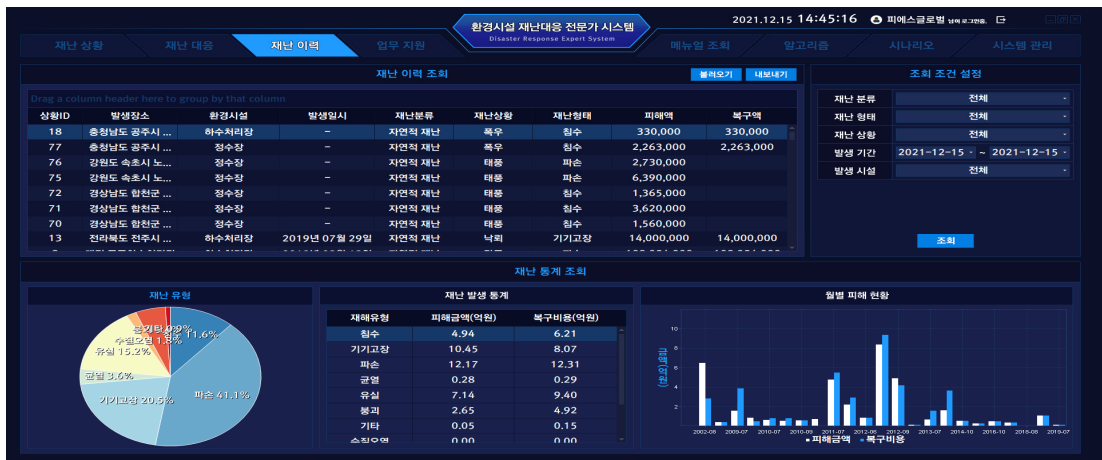 환경시설 재난대응 전문가 시스템
Disaster Response Expert System
2021.12.15 14:45:16 피에스글로벌 님이 로그인중.
재난 상황 재난 대응 재난 이력 업무 지원 메뉴얼 조회 알고리즘 시나리오 시스템 관리
재난 이력 조회 불러오기 내보내기
Drag a column header here to group by that column
상황ID 발생장소 환경시설 발생일시 재난분류 재난상황 재난형태 피해액 복구액
18 충청남도 공주시 ... 하수처리장 – 자연적 재난 폭우 침수 330,000 330,000
77 충청남도 공주시 ... 정수장 – 자연적 재난 폭우 침수 2,263,000 2,263,000
76 강원도 속초시 노... 정수장 – 자연적 재난 태풍 파손 2,730,000
75 강원도 속초시 노... 정수장 – 자연적 재난 태풍 파손 6,390,000
72 경상남도 합천군 ... 정수장 – 자연적 재난 태풍 침수 1,365,000
71 경상남도 합천군 ... 정수장 – 자연적 재난 태풍 침수 3,620,000
70 경상남도 합천군 ... 정수장 – 자연적 재난 태풍 침수 1,560,000
13 전라북도 전주시 ... 하수처리장 2019년 07월 29일 자연적 재난 낙뢰 기기고장 14,000,000 14,000,000
조회 조건 설정
재난 분류 전체
재난 형태 전체
재난 상황 전체
발생 기간 2021-12-15 ~ 2021-12-15
발생 시설 전체
조회
재난 통계 조회
재난 유형
11.6%
수질오염 1.8%
유실 15.2%
균열 3.6%
기기고장 20.5%
파손 41.1%
재난 발생 통계
재해유형 피해금액(억원) 복구비용(억원)
침수 4.94 6.21
기기고장 10.45 8.07
파손 12.17 12.31
균열 0.28 0.29
유실 7.14 9.40
붕괴 2.65 4.92
기타 0.05 0.15
수질오염 0.00 0.00
월별 피해 현황
금액(억원)
10
8
6
4
2
2002-08 2009-07 2010-07 2010-09 2011-07 2012-08 2012-09 2013-07 2014-10 2016-10 2018-08 2019-07
피해금액 복구비용